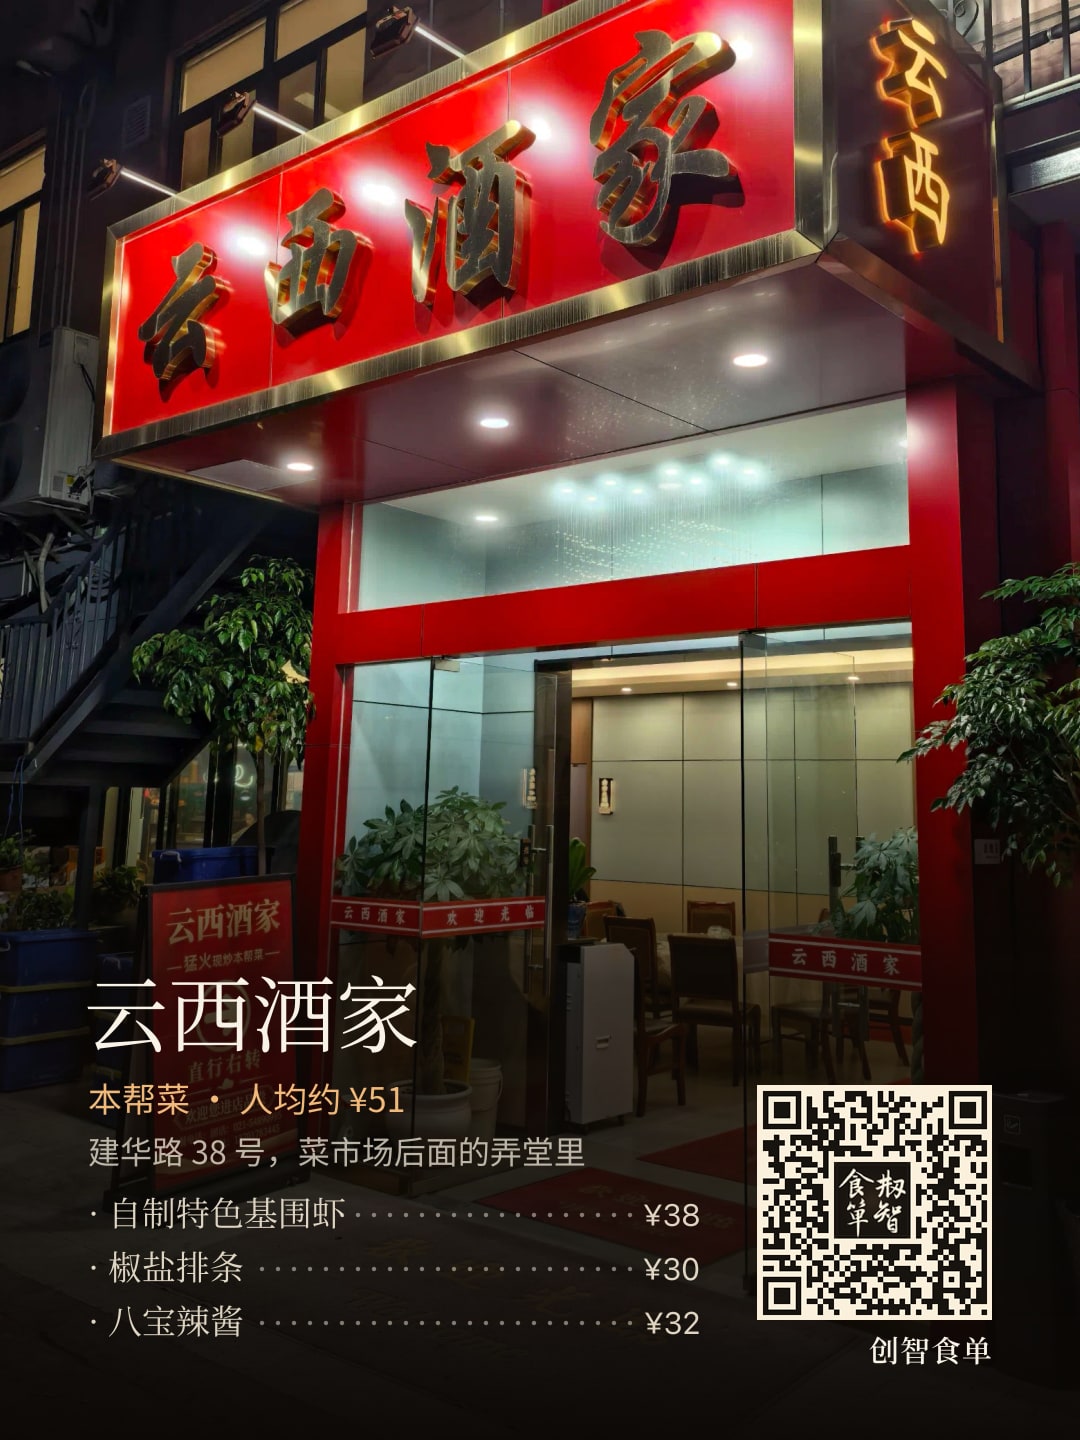 云西酒家
云西
云西酒家 欢迎光临
云西酒家
云西酒家
猛火现炒本帮菜
直行右转
云西酒家
本帮菜 · 人均约 ¥51
建华路 38 号，菜市场后面的弄堂里
· 自制特色基围虾 ¥38
· 椒盐排条 ¥30
· 八宝辣酱 ¥32
食单
创智食单